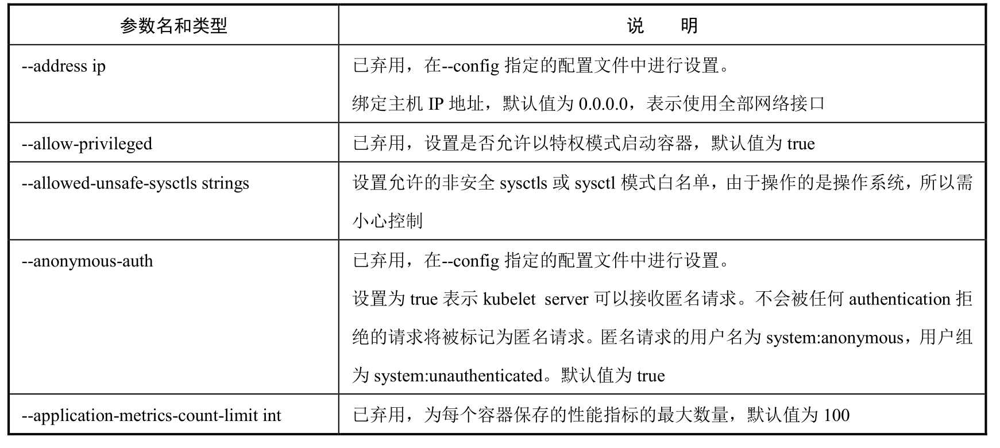 参数名和类型
说 明
--address ip
已弃用，在--config 指定的配置文件中进行设置。
绑定主机 IP 地址，默认值为 0.0.0.0，表示使用全部网络接口
--allow-privileged
已弃用，设置是否允许以特权模式启动容器，默认值为 true
--allowed-unsafe-sysctls strings
设置允许的非安全 sysctls 或 sysctl 模式白名单，由于操作的是操作系统，所以需
小心控制
--anonymous-auth
已弃用，在--config 指定的配置文件中进行设置。
设置为 true 表示 kubelet server 可以接收匿名请求。不会被任何 authentication 拒
绝的请求将被标记为匿名请求。匿名请求的用户名为 system:anonymous，用户组
为 system:unauthenticated。默认值为 true
--application-metrics-count-limit int
已弃用，为每个容器保存的性能指标的最大数量，默认值为 100